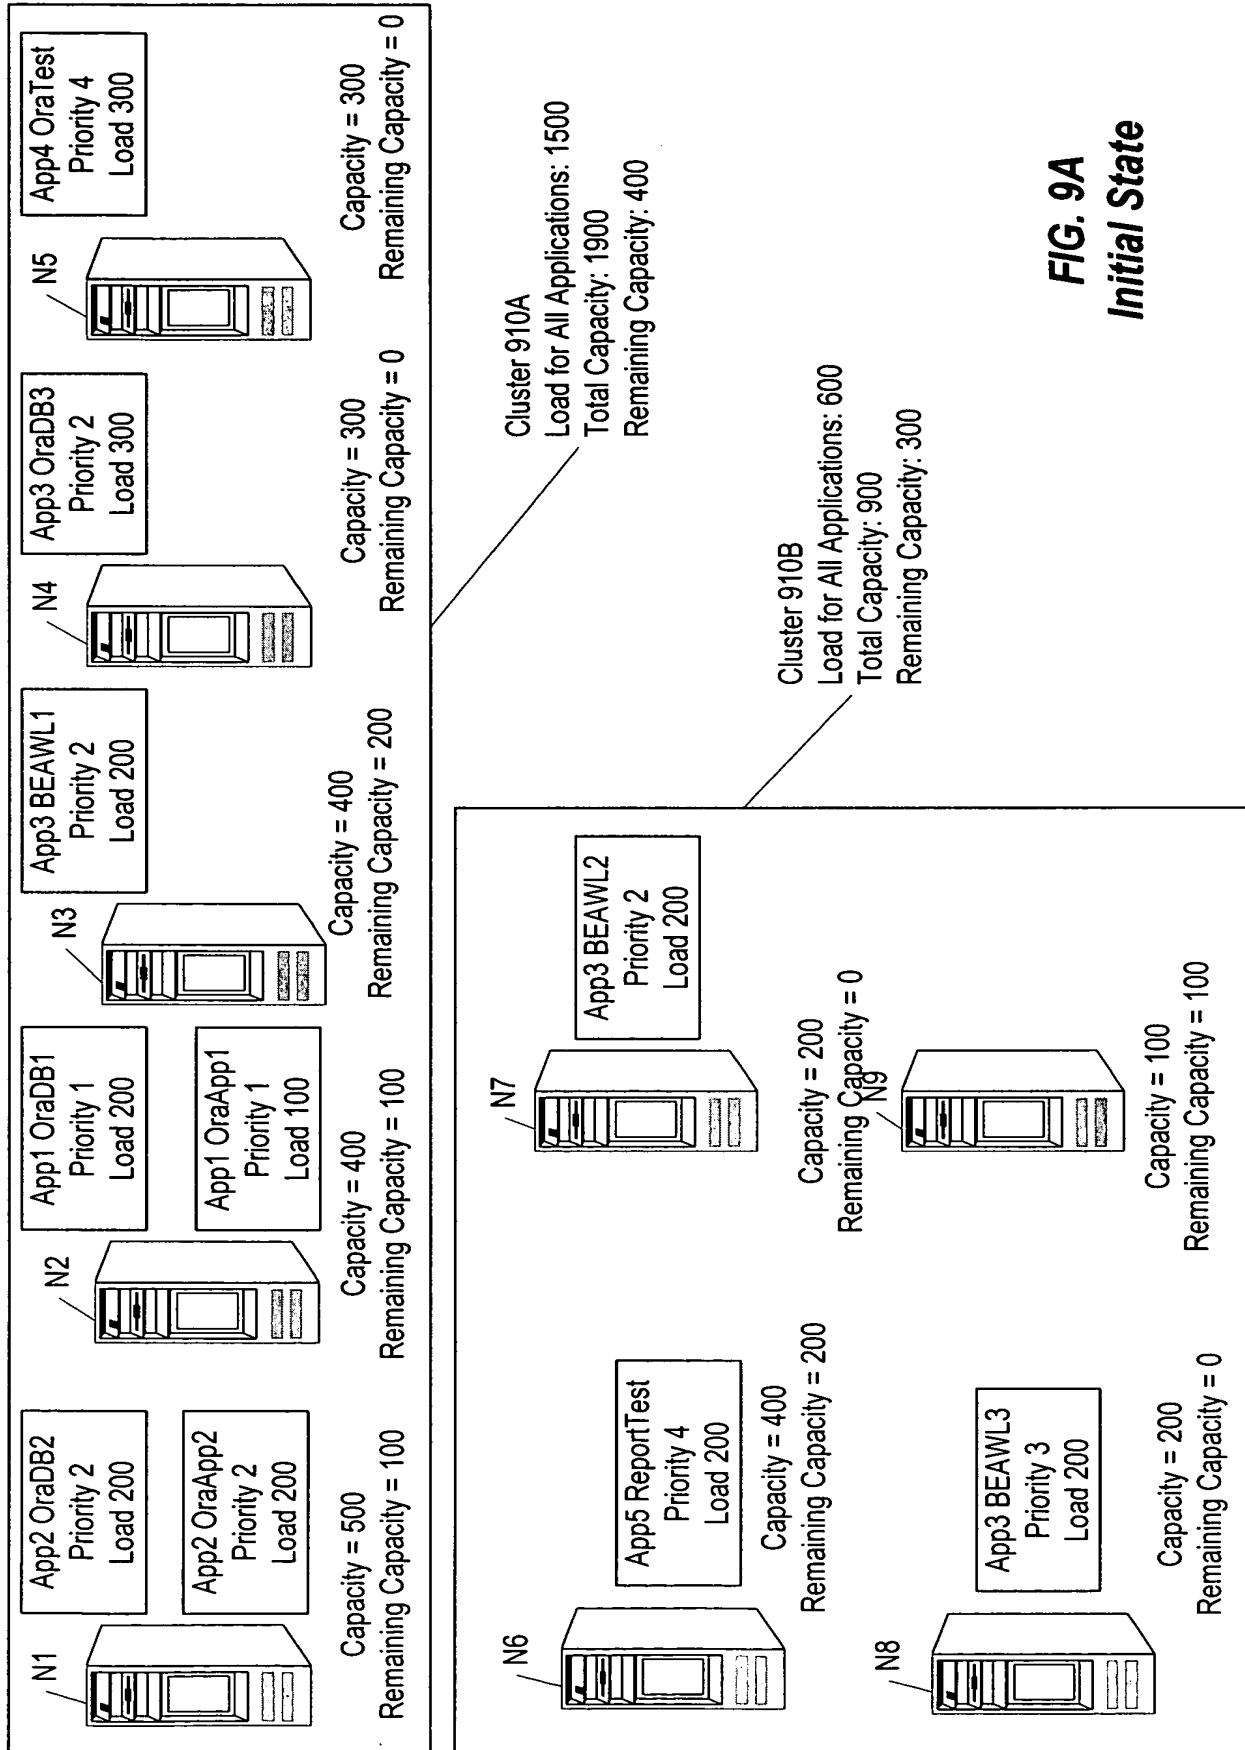 N1
App2 OraDB2
Priority 2
Load 200
App2 OraApp2
Priority 2
Load 200
Capacity = 500
Remaining Capacity = 100
N2
App1 OraDB1
Priority 1
Load 200
App1 OraApp1
Priority 1
Load 100
Capacity = 400
Remaining Capacity = 100
N3
App3 BEAWL1
Priority 2
Load 200
Capacity = 400
Remaining Capacity = 200
N4
App3 OraDB3
Priority 2
Load 300
Capacity = 300
Remaining Capacity = 0
N5
App4 OraTest
Priority 4
Load 300
Capacity = 300
Remaining Capacity = 0
Cluster 910A
Load for All Applications: 1500
Total Capacity: 1900
Remaining Capacity: 400
N6
App5 ReportTest
Priority 4
Load 200
Capacity = 400
Remaining Capacity = 200
N7
App3 BEAWL2
Priority 2
Load 200
Capacity = 200
Remaining Capacity = 0
N8
App3 BEAWL3
Priority 3
Load 200
Capacity = 200
Remaining Capacity = 0
N9
Capacity = 100
Remaining Capacity = 100
Cluster 910B
Load for All Applications: 600
Total Capacity: 900
Remaining Capacity: 300
FIG. 9A
Initial State